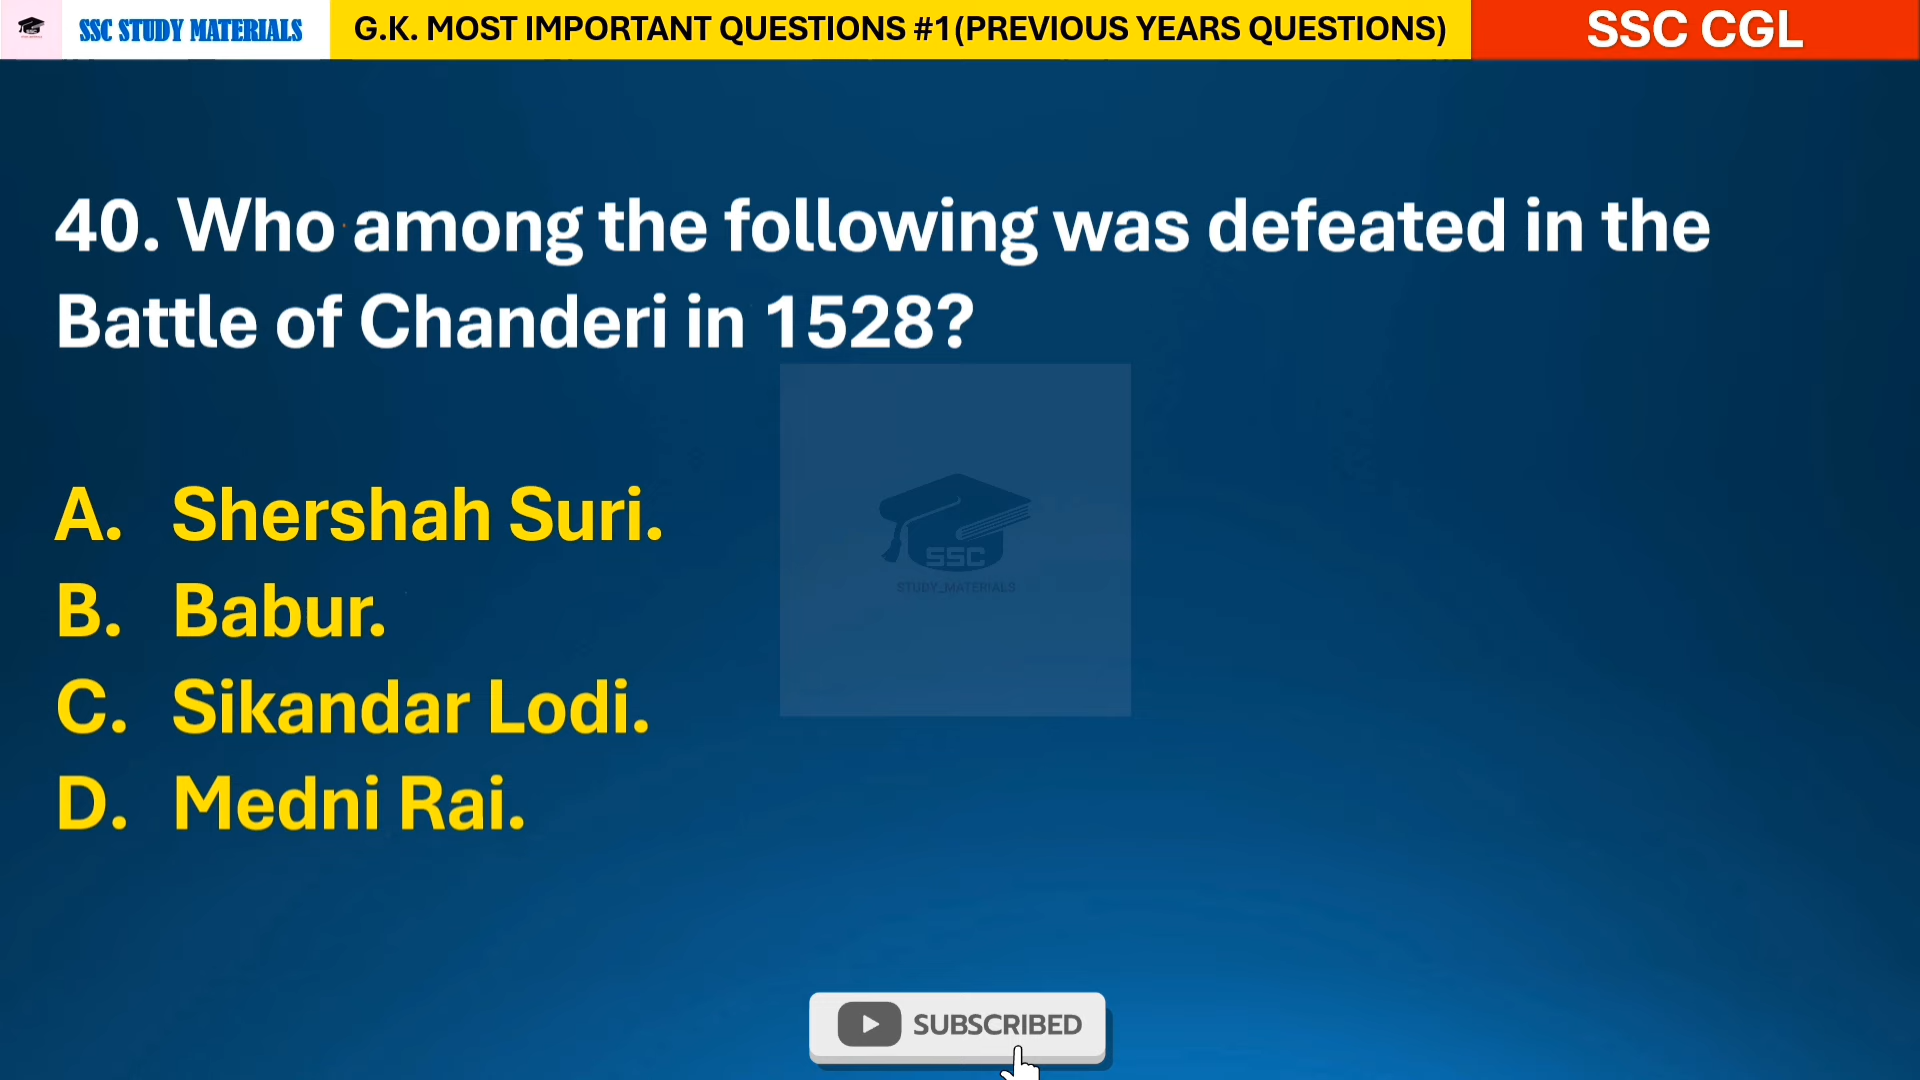 SSC STUDY MATERIALS
G.K. MOST IMPORTANT QUESTIONS #1(PREVIOUS YEARS QUESTIONS)
SSC CGL
40. Who among the following was defeated in the
Battle of Chanderi in 1528?
A. Shershah Suri.
B. Babur.
C. Sikandar Lodi.
D. Medni Rai.
SSC
STUDY_MATERIALS
SUBSCRIBED